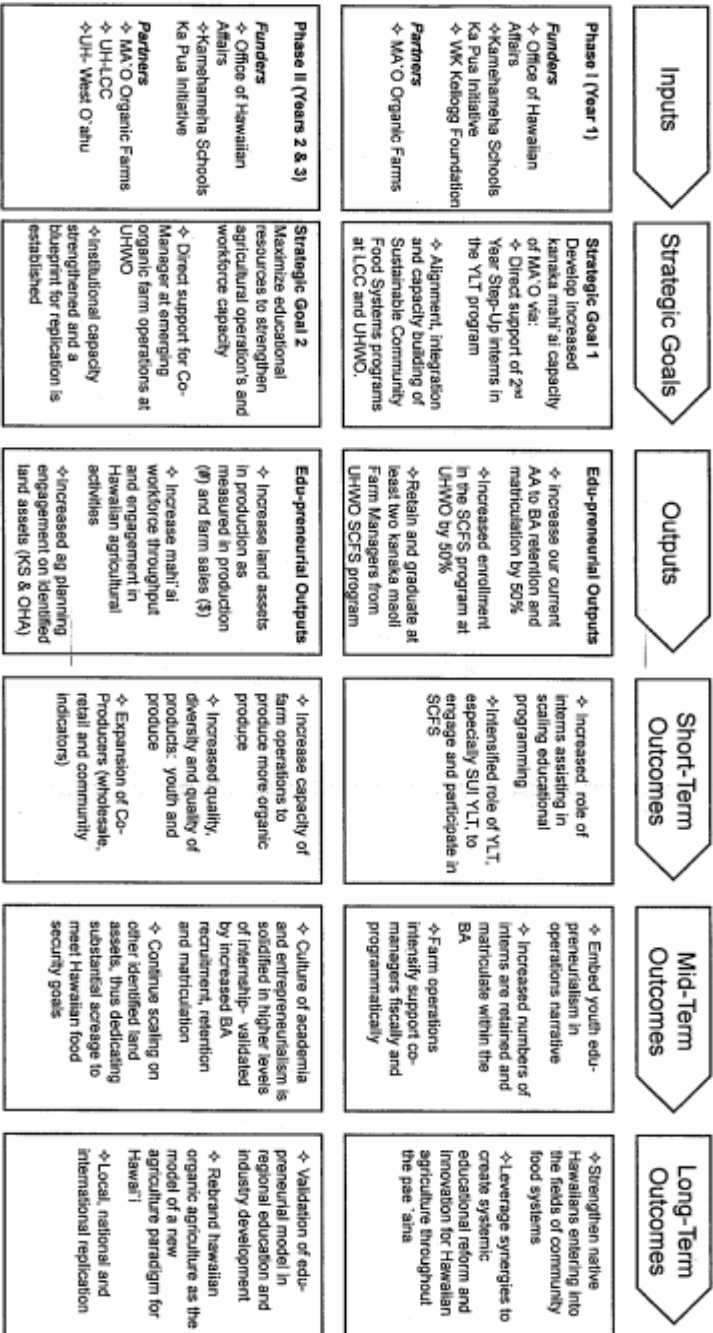 Inputs
Strategic Goals
Outputs
Short-Term
Outcomes
Mid-Term
Outcomes
Long-Term
Outcomes
Phase I (Year 1)
Funders
✧ Office of Hawaiian
Affairs
✧Kamehameha Schools
Ka Pua Initiative
✧ WK Kellogg Foundation
Partners
✧ MA`O Organic Farms
Strategic Goal 1
Develop increased
kanaka mahi`ai capacity
of MA`O via:
✧ Direct support of 2nd
Year Step-Up interns in
the YLT program
✧ Alignment, integration
and capacity building of
Sustainable Community
Food Systems programs
at LCC and UHWO.
Edu-preneurial Outputs
✧ Increase our current
AA to BA retention and
matriculation by 50%
✧Increased enrollment
in the SCFS program at
UHWO by 50%
✧Retain and graduate at
least two kanaka maoli
Farm Managers from
UHWO SCFS program
✧ Increased role of
interns assisting in
scaling educational
programming
✧Intensified role of YLT,
especially SUI YLT, to
engage and participate in
SCFS
✧ Embed youth edu-
preneurialism in
operations narrative
✧ Increased numbers of
interns are retained and
matriculate within the
BA
✧Farm operations
intensify support co-
managers fiscally and
programmatically
✧Strengthen native
Hawaiians entering into
the fields of community
food systems
✧Leverage synergies to
create systemic
educational reform and
innovation for Hawaiian
agriculture throughout
the pae `aina
Phase II (Years 2 & 3)
Funders
✧ Office of Hawaiian
Affairs
✧Kamehameha Schools
Ka Pua Initiative
Partners
✧ MA`O Organic Farms
✧ UH-LCC
✧UH- West O`ahu
Strategic Goal 2
Maximize educational
resources to strengthen
agricultural operation's and
workforce capacity
✧ Direct support for Co-
Manager at emerging
organic farm operations at
UHWO
✧Institutional capacity
strengthened and a
blueprint for replication is
established
Edu-preneurial Outputs
✧ Increase land assets
in production as
measured in production
(#) and farm sales ($)
✧ Increase mahi`ai
workforce throughput
and engagement in
Hawaiian agricultural
activities
✧Increased ag planning
engagement on identified
land assets (KS & OHA)
✧ Increase capacity of
farm operations to
produce more organic
produce
✧ Increased quality,
diversity and quality of
products: youth and
produce
✧ Expansion of Co-
Producers (wholesale,
retail and community
indicators)
✧ Culture of academia
and entrepreneurialism is
solidified in higher levels
of internship- validated
by increased BA
recruitment, retention
and matriculation
✧ Continue scaling on
other identified land
assets, thus dedicating
substantial acreage to
meet Hawaiian food
security goals
✧ Validation of edu-
preneurial model in
regional education and
industry development
✧ Rebrand hawaiian
organic agriculture as the
model of a new
agriculture paradigm for
Hawai`i
✧Local, national and
international replication